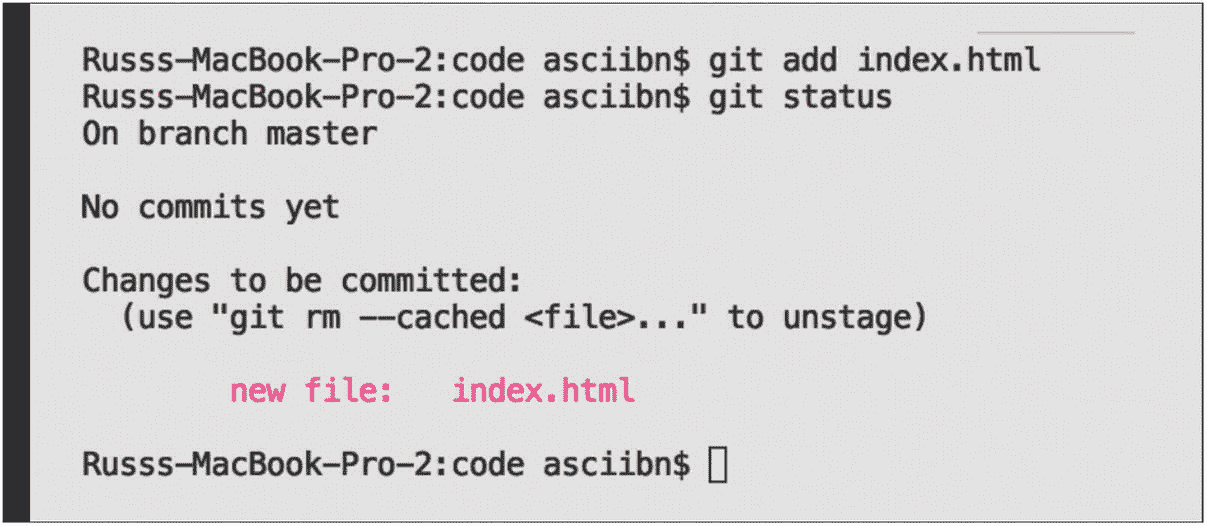 Russs-MacBook-Pro-2:code asciibn$ git add index.html
Russs-MacBook-Pro-2:code asciibn$ git status
On branch master
No commits yet
Changes to be committed:
(use "git rm --cached <file>..." to unstage)
new file:   index.html
Russs-MacBook-Pro-2:code asciibn$